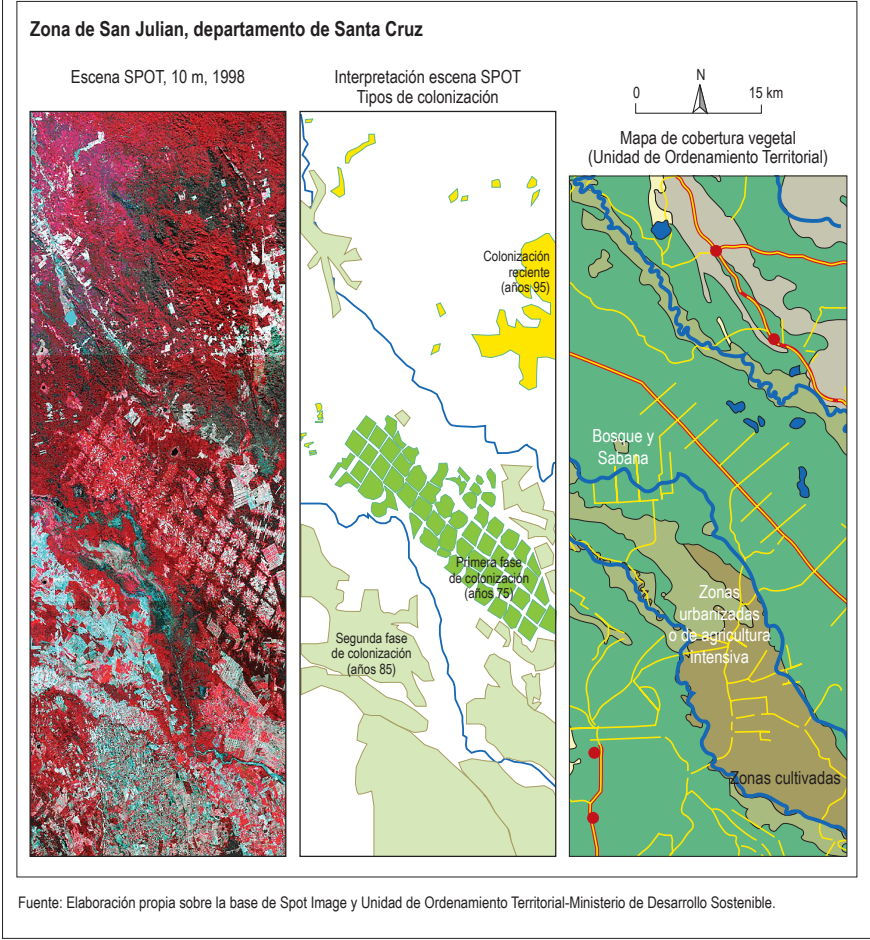 Zona de San Julian, departamento de Santa Cruz
Escena SPOT, 10 m, 1998
Interpretación escena SPOT
Tipos de colonización
N
0 15 km
Mapa de cobertura vegetal
(Unidad de Ordenamiento Territorial)
Colonización
reciente
(años 95)
Primera fase
de colonización
(años 75)
Segunda fase
de colonización
(años 85)
Bosque y
Sabana
Zonas
urbanizadas
o de agricultura
intensiva
Zonas cultivadas
Fuente: Elaboración propia sobre la base de Spot Image y Unidad de Ordenamiento Territorial-Ministerio de Desarrollo Sostenible.